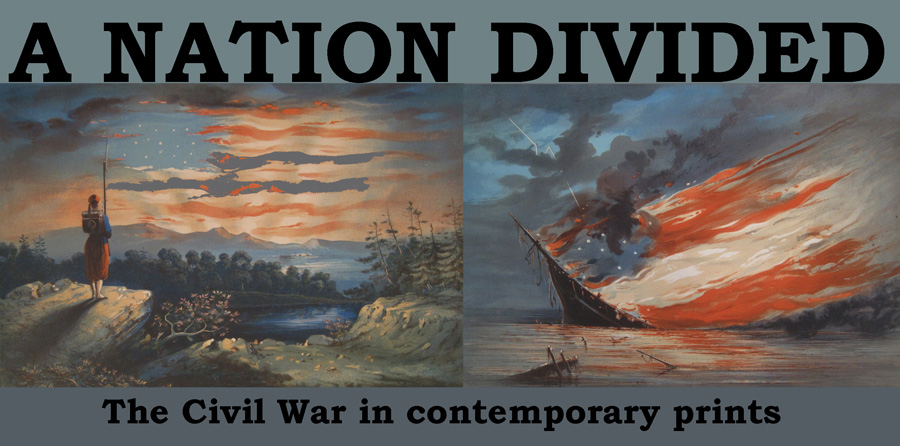 A NATION DIVIDED
The Civil War in contemporary prints